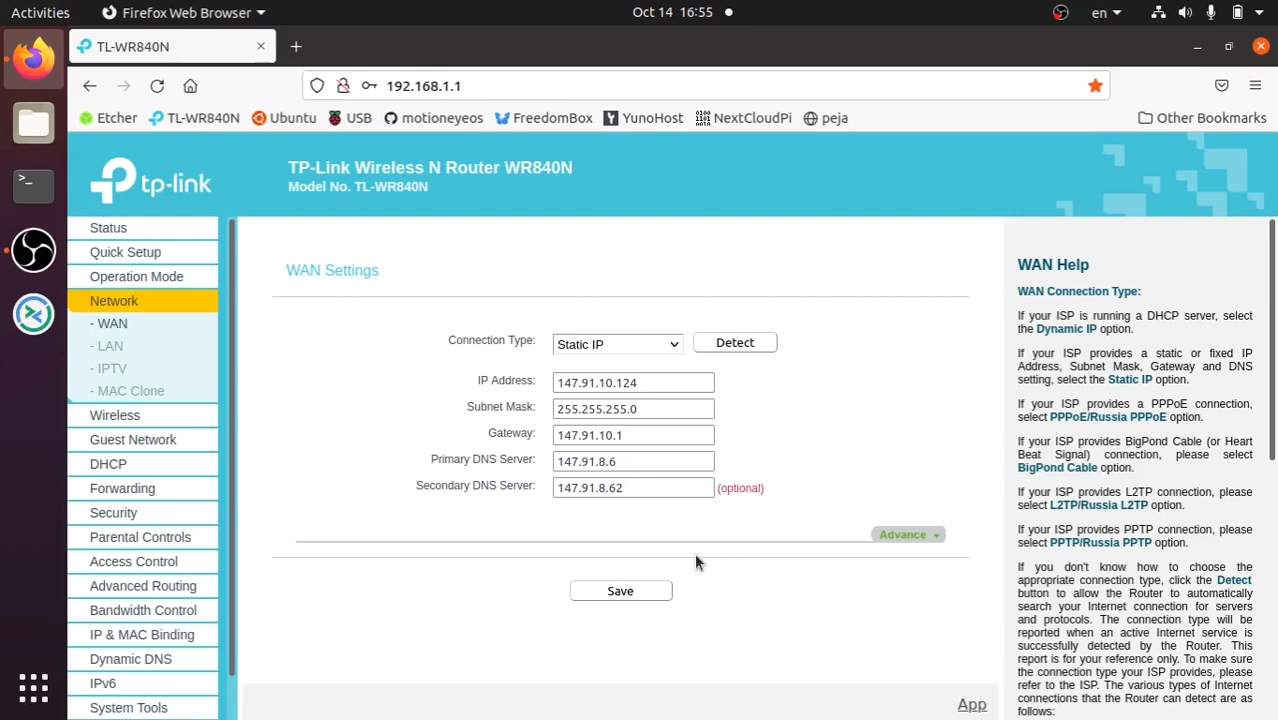 Activities
Firefox Web Browser
Oct 14 16:55
en
TL-WR840N
192.168.1.1
Etcher
TL-WR840N
Ubuntu
USB
motioneyeos
FreedomBox
YunoHost
NextCloudPi
peja
Other Bookmarks
tp-link
TP-Link Wireless N Router WR840N
Model No. TL-WR840N
Status
Quick Setup
Operation Mode
Network
- WAN
- LAN
- IPTV
- MAC Clone
Wireless
Guest Network
DHCP
Forwarding
Security
Parental Controls
Access Control
Advanced Routing
Bandwidth Control
IP & MAC Binding
Dynamic DNS
IPv6
System Tools
WAN Settings
Connection Type: Static IP Detect
IP Address: 147.91.10.124
Subnet Mask: 255.255.255.0
Gateway: 147.91.10.1
Primary DNS Server: 147.91.8.6
Secondary DNS Server: 147.91.8.62 (optional)
Advance
Save
App
WAN Help
WAN Connection Type:
If your ISP is running a DHCP server, select
the Dynamic IP option.
If your ISP provides a static or fixed IP
Address, Subnet Mask, Gateway and DNS
setting, select the Static IP option.
If your ISP provides a PPPoE connection,
select PPPoE/Russia PPPoE option.
If your ISP provides BigPond Cable (or Heart
Beat Signal) connection, please select
BigPond Cable option.
If your ISP provides L2TP connection, please
select L2TP/Russia L2TP option.
If your ISP provides PPTP connection, please
select PPTP/Russia PPTP option.
If you don't know how to choose the
appropriate connection type, click the Detect
button to allow the Router to automatically
search your Internet connection for servers
and protocols. The connection type will be
reported when an active Internet service is
successfully detected by the Router. This
report is for your reference only. To make sure
the connection type your ISP provides, please
refer to the ISP. The various types of Internet
connections that the Router can detect are as
follows: